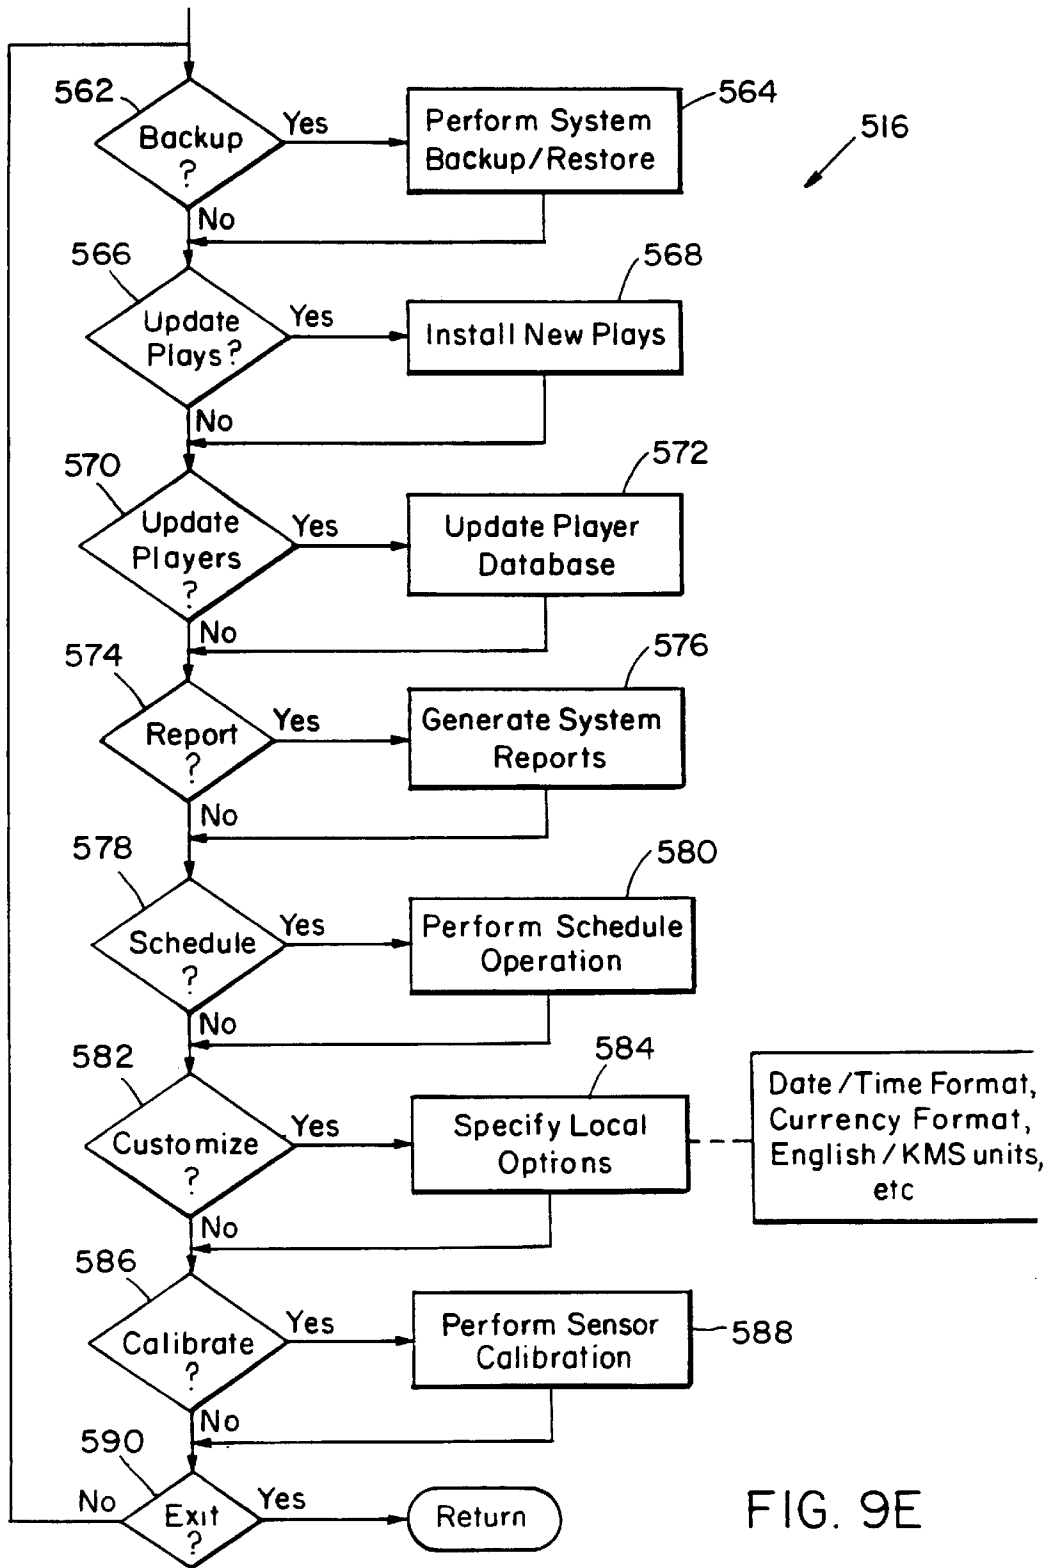 562
Backup
?
Yes
Perform System
Backup/Restore
564
516
No
566
Update
Plays?
Yes
Install New Plays
568
No
570
Update
Players
?
Yes
Update Player
Database
572
No
574
Report
?
Yes
Generate System
Reports
576
No
578
Schedule
?
Yes
Perform Schedule
Operation
580
No
582
Customize
?
Yes
Specify Local
Options
584
Date/Time Format,
Currency Format,
English/KMS units,
etc
No
586
Calibrate
?
Yes
Perform Sensor
Calibration
588
No
590
No
Exit
?
Yes
Return
FIG. 9E